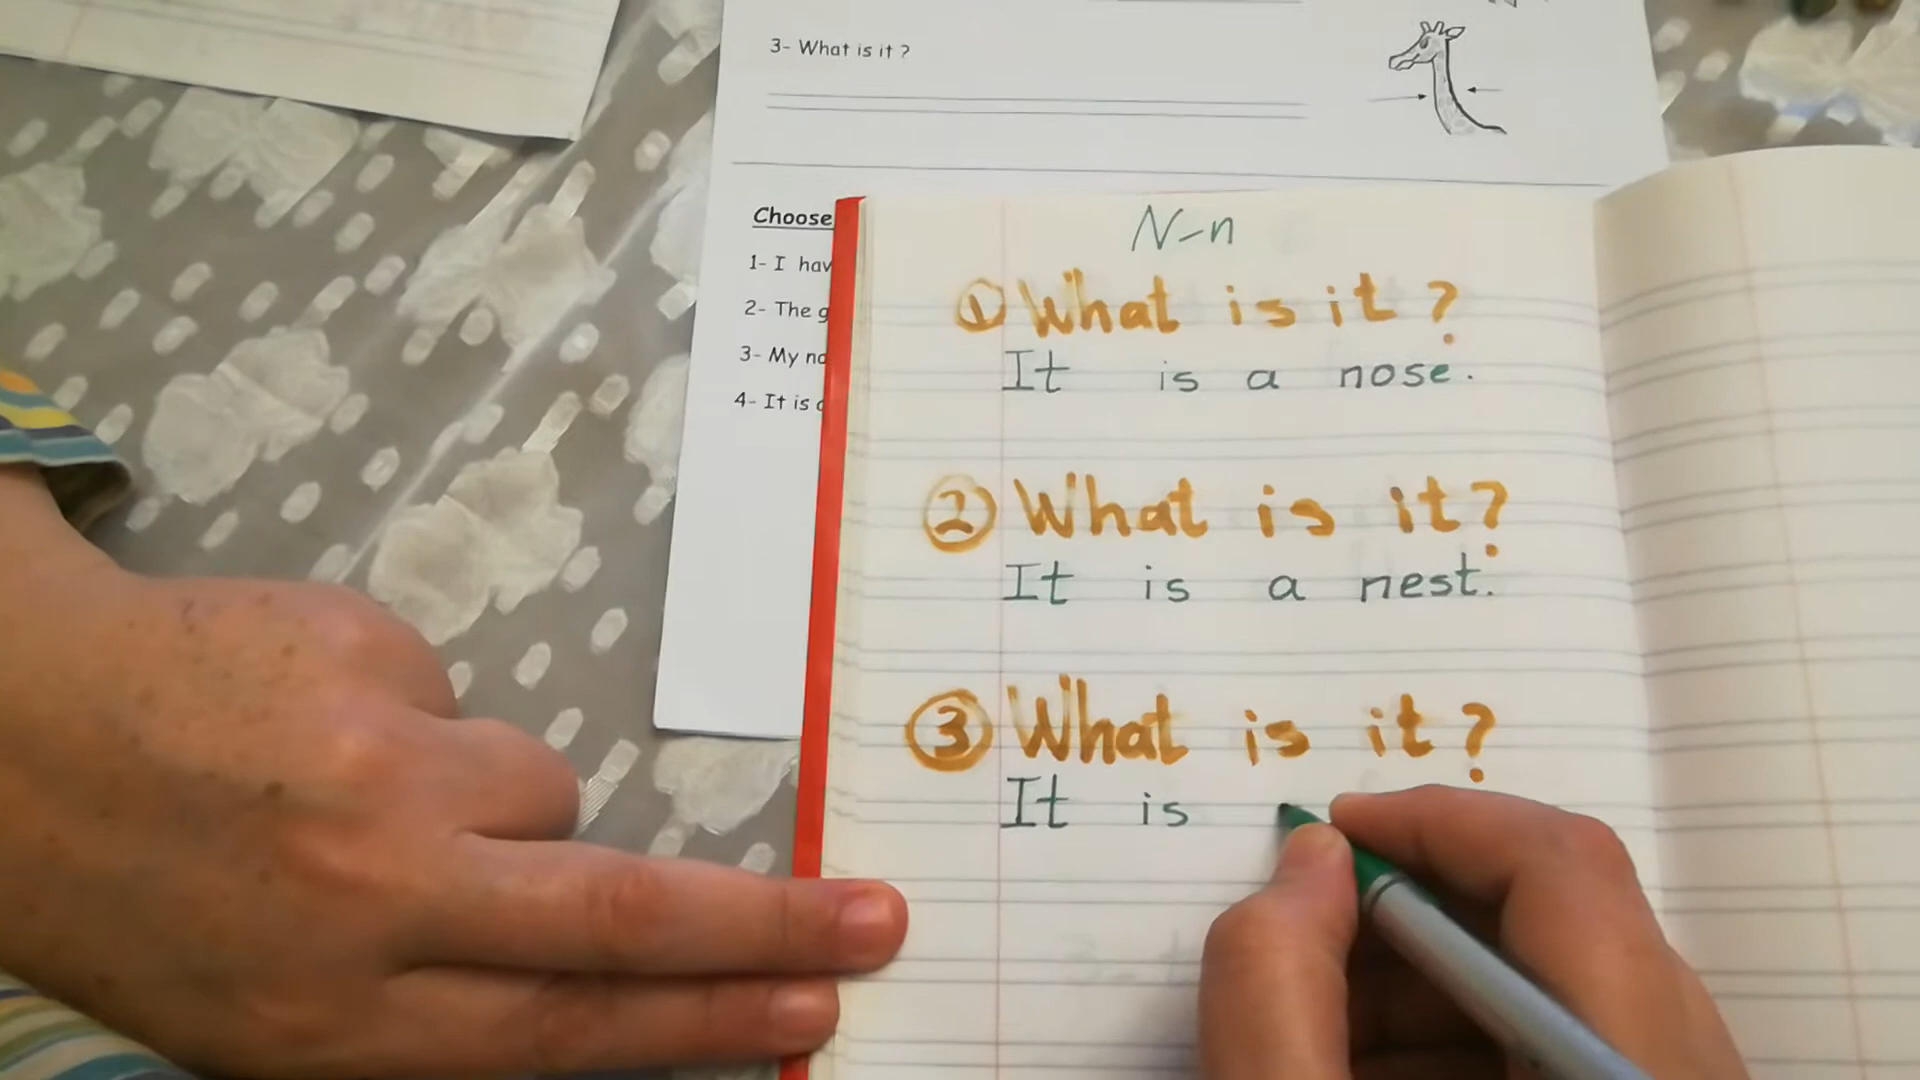 3- What is it ?
Choose
1- I hav
2- The g
3- My na
4- It is
N-n
① What is it?
It is a nose.
② What is it?
It is a nest.
③ What is it?
It is